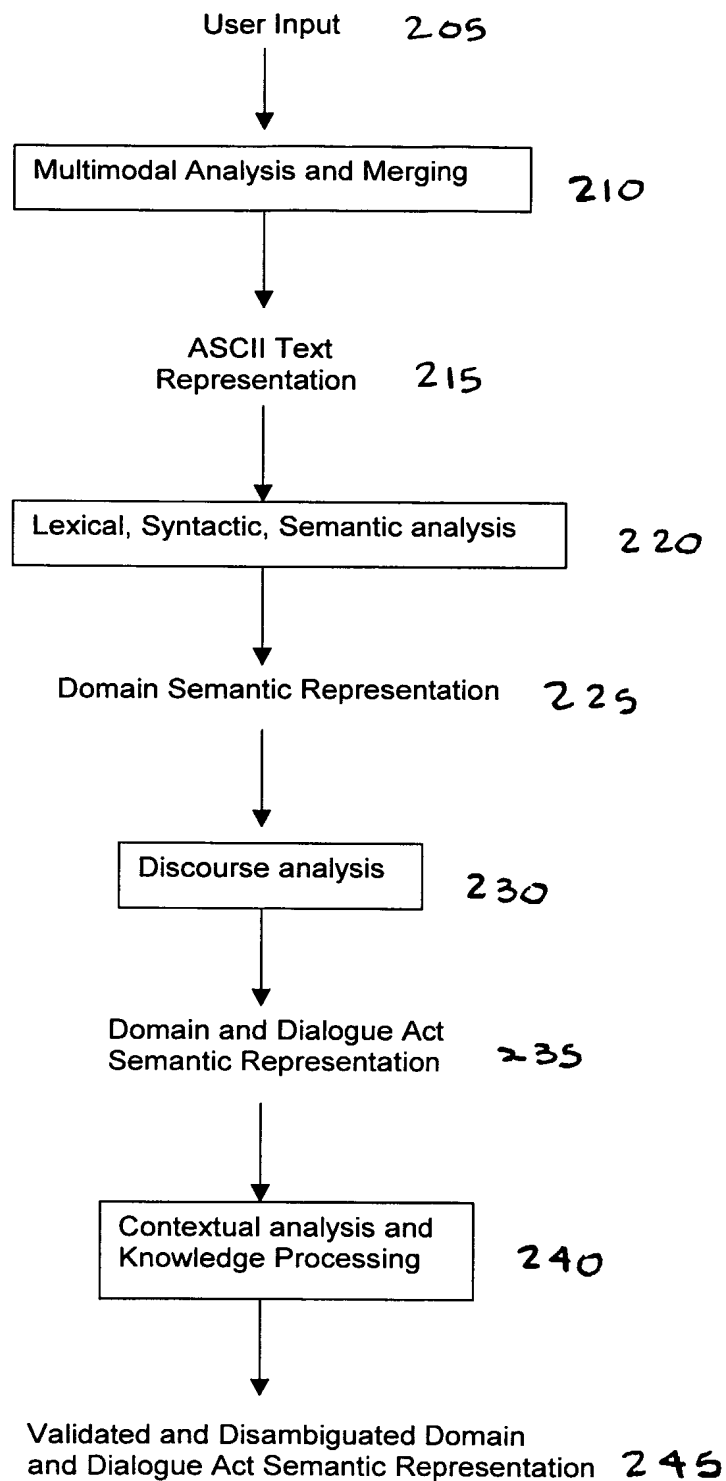 User Input 205
Multimodal Analysis and Merging 210
ASCII Text
Representation 215
Lexical, Syntactic, Semantic analysis 220
Domain Semantic Representation 225
Discourse analysis 230
Domain and Dialogue Act
Semantic Representation 235
Contextual analysis and
Knowledge Processing 240
Validated and Disambiguated Domain
and Dialogue Act Semantic Representation 245